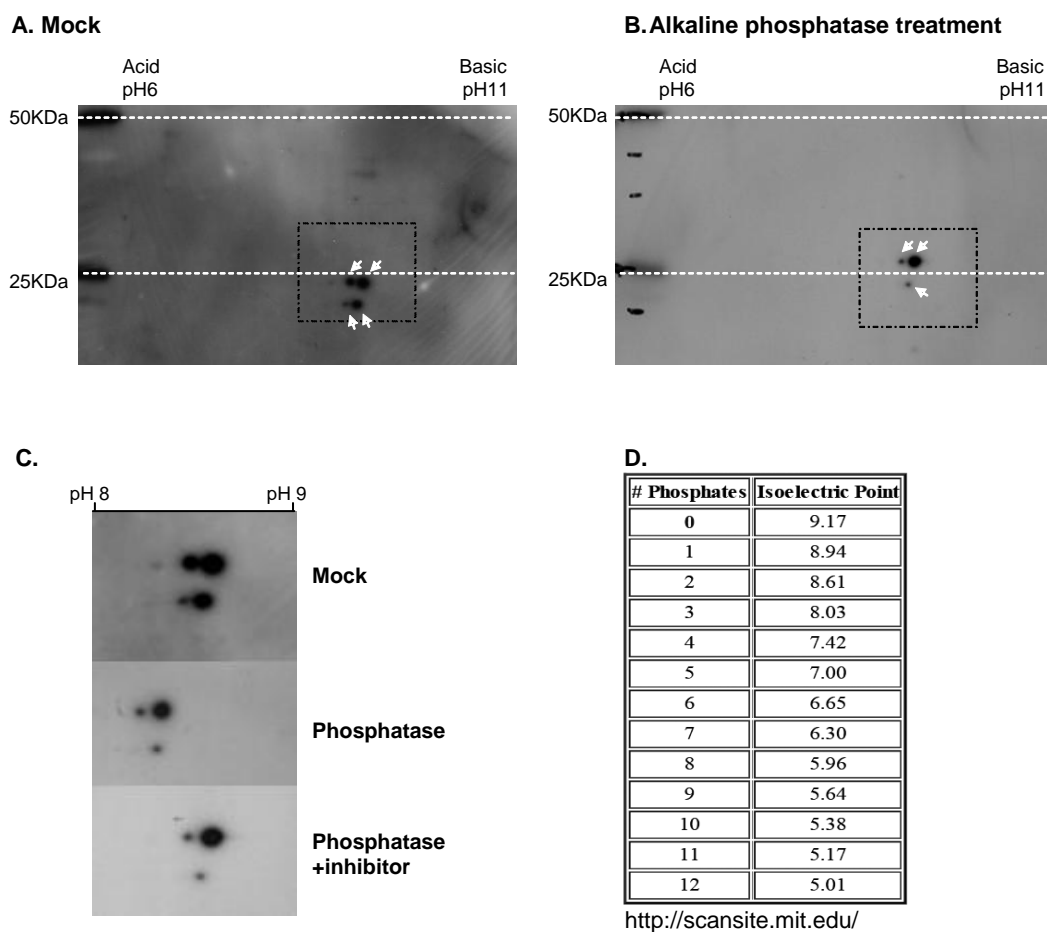 A. Mock
Acid
pH6
Basic
pH11
50KDa
25KDa
B. Alkaline phosphatase treatment
Acid
pH6
Basic
pH11
50KDa
25KDa
C.
pH 8
pH 9
Mock
Phosphatase
Phosphatase
+inhibitor
D.
# Phosphates Isoelectric Point
0 9.17
1 8.94
2 8.61
3 8.03
4 7.42
5 7.00
6 6.65
7 6.30
8 5.96
9 5.64
10 5.38
11 5.17
12 5.01
http://scansite.mit.edu/